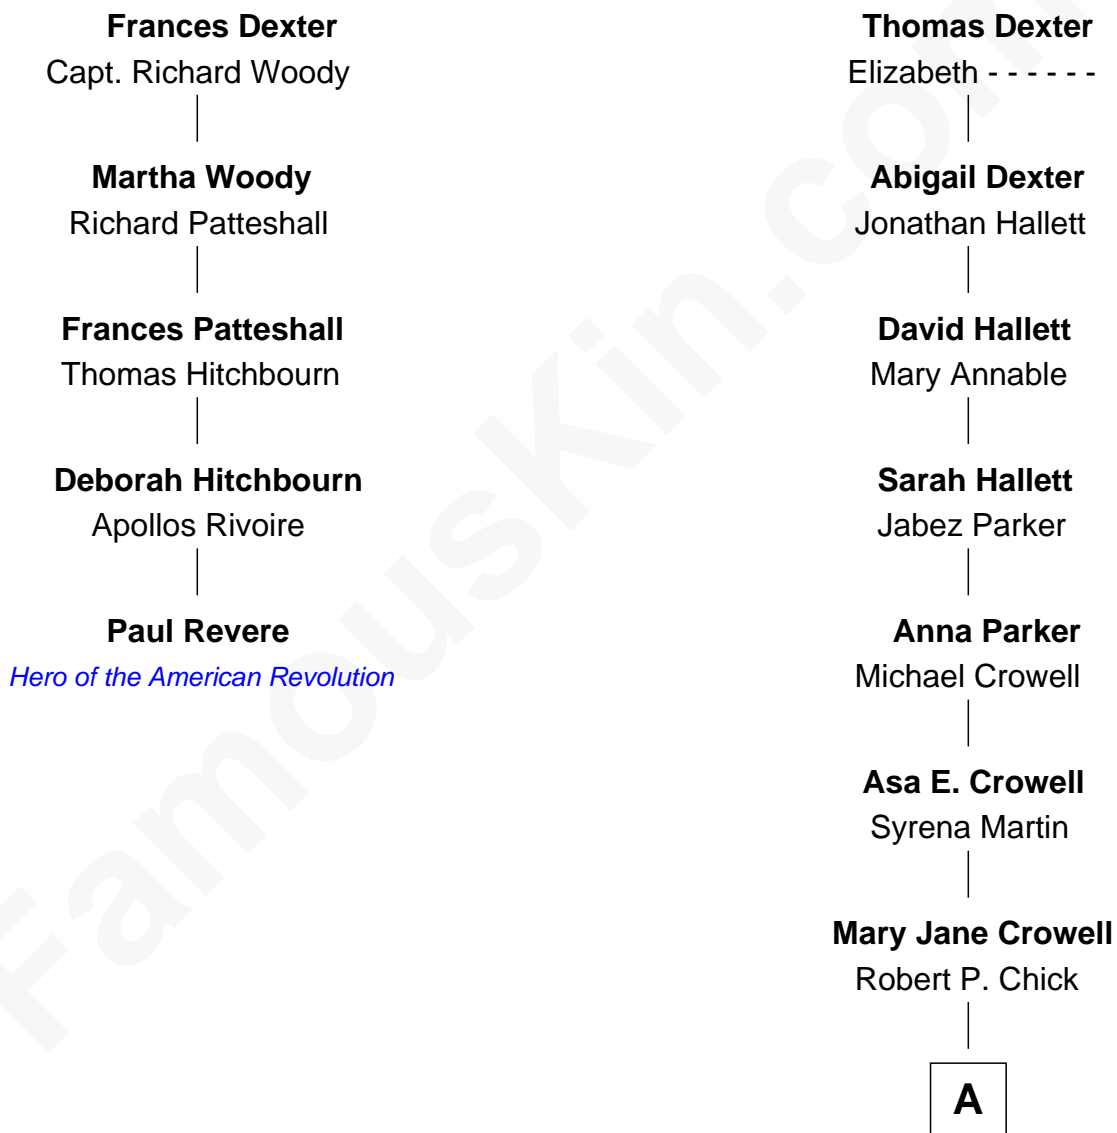 Frances Dexter
Capt. Richard Woody
Martha Woody
Richard Patteshall
Frances Patteshall
Thomas Hitchbourn
Deborah Hitchbourn
Apollos Rivoire
Paul Revere
Hero of the American Revolution
Thomas Dexter
Elizabeth - - - - - -
Abigail Dexter
Jonathan Hallett
David Hallett
Mary Annable
Sarah Hallett
Jabez Parker
Anna Parker
Michael Crowell
Asa E. Crowell
Syrena Martin
Mary Jane Crowell
Robert P. Chick
A
FamousKin.com